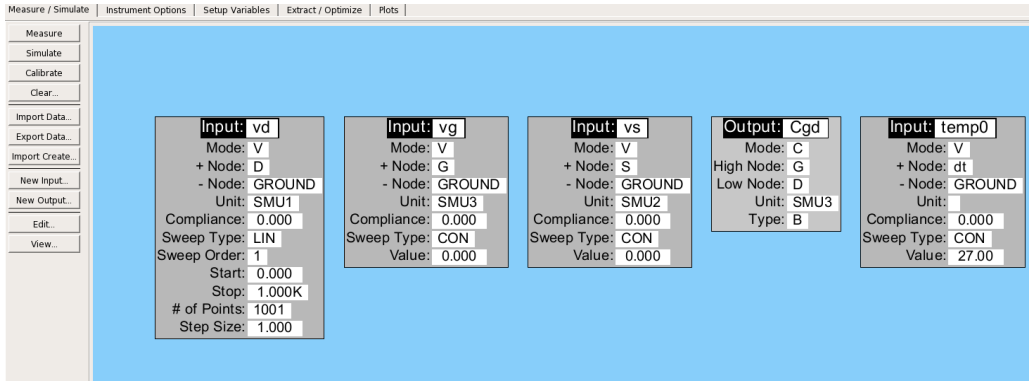 Measure / Simulate | Instrument Options | Setup Variables | Extract / Optimize | Plots |
Measure
Simulate
Calibrate
Clear...
Import Data...
Export Data...
Import Create...
New Input...
New Output...
Edit...
View...
Input: vd
Mode: V
+ Node: D
- Node: GROUND
Unit: SMU1
Compliance: 0.000
Sweep Type: LIN
Sweep Order: 1
Start: 0.000
Stop: 1.000K
# of Points: 1001
Step Size: 1.000
Input: vg
Mode: V
+ Node: G
- Node: GROUND
Unit: SMU3
Compliance: 0.000
Sweep Type: CON
Value: 0.000
Input: vs
Mode: V
+ Node: S
- Node: GROUND
Unit: SMU2
Compliance: 0.000
Sweep Type: CON
Value: 0.000
Output: Cgd
Mode: C
High Node: G
Low Node: D
Unit: SMU3
Type: B
Input: temp0
Mode: V
+ Node: dt
- Node: GROUND
Unit:
Compliance: 0.000
Sweep Type: CON
Value: 27.00